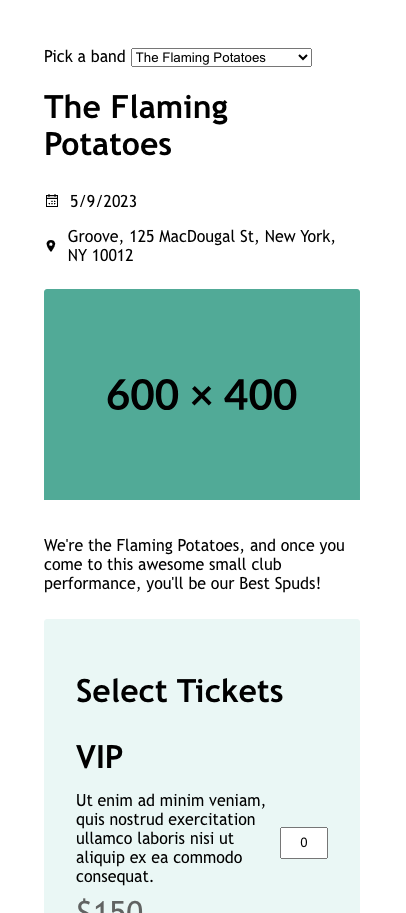 Pick a band The Flaming Potatoes
The Flaming
Potatoes
5/9/2023
Groove, 125 MacDougal St, New York,
NY 10012
600 × 400
We're the Flaming Potatoes, and once you
come to this awesome small club
performance, you'll be our Best Spuds!
Select Tickets
VIP
Ut enim ad minim veniam,
quis nostrud exercitation
ullamco laboris nisi ut
aliquip ex ea commodo
consequat.
0
$150